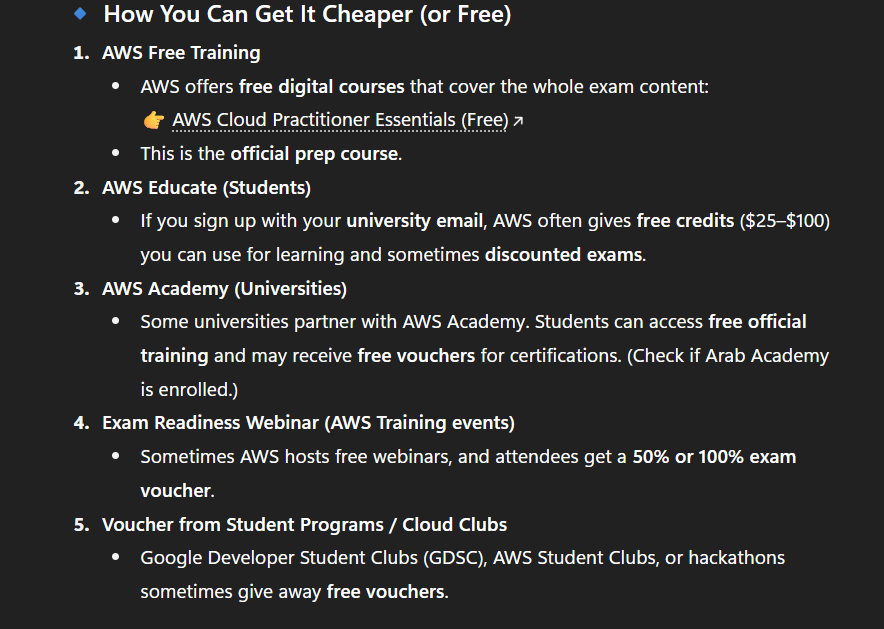 🔹 How You Can Get It Cheaper (or Free)
1. AWS Free Training
• AWS offers free digital courses that cover the whole exam content:
👉 AWS Cloud Practitioner Essentials (Free) ↗
• This is the official prep course.
2. AWS Educate (Students)
• If you sign up with your university email, AWS often gives free credits ($25–$100)
you can use for learning and sometimes discounted exams.
3. AWS Academy (Universities)
• Some universities partner with AWS Academy. Students can access free official
training and may receive free vouchers for certifications. (Check if Arab Academy
is enrolled.)
4. Exam Readiness Webinar (AWS Training events)
• Sometimes AWS hosts free webinars, and attendees get a 50% or 100% exam
voucher.
5. Voucher from Student Programs / Cloud Clubs
• Google Developer Student Clubs (GDSC), AWS Student Clubs, or hackathons
sometimes give away free vouchers.